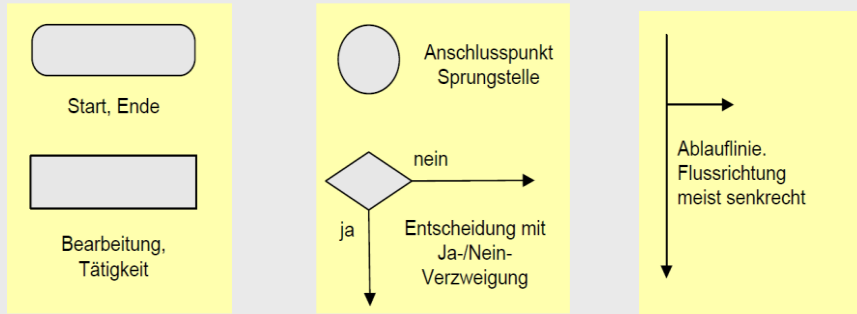 Start, Ende
Bearbeitung,
Tätigkeit
Anschlusspunkt
Sprungstelle
nein
ja
Entscheidung mit
Ja-/Nein-
Verzweigung
Ablauflinie.
Flussrichtung
meist senkrecht